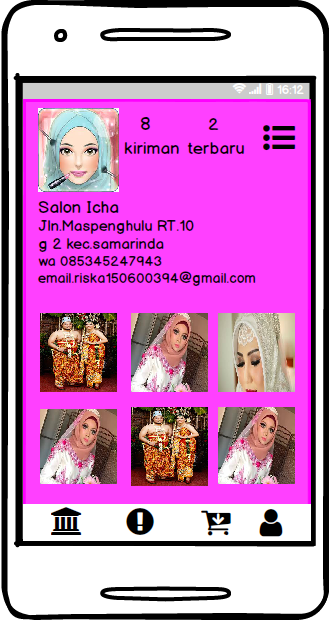 16:12
8 2
kiriman terbaru
Salon Icha
Jln.Maspenghulu RT.10
g 2 kec.samarinda
wa 085345247943
email.riska150600394@gmail.com